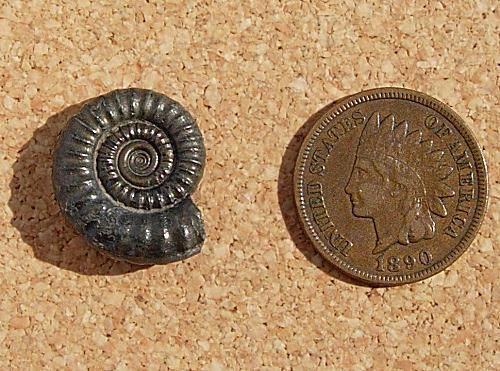 UNITED STATES OF AMERICA
1890